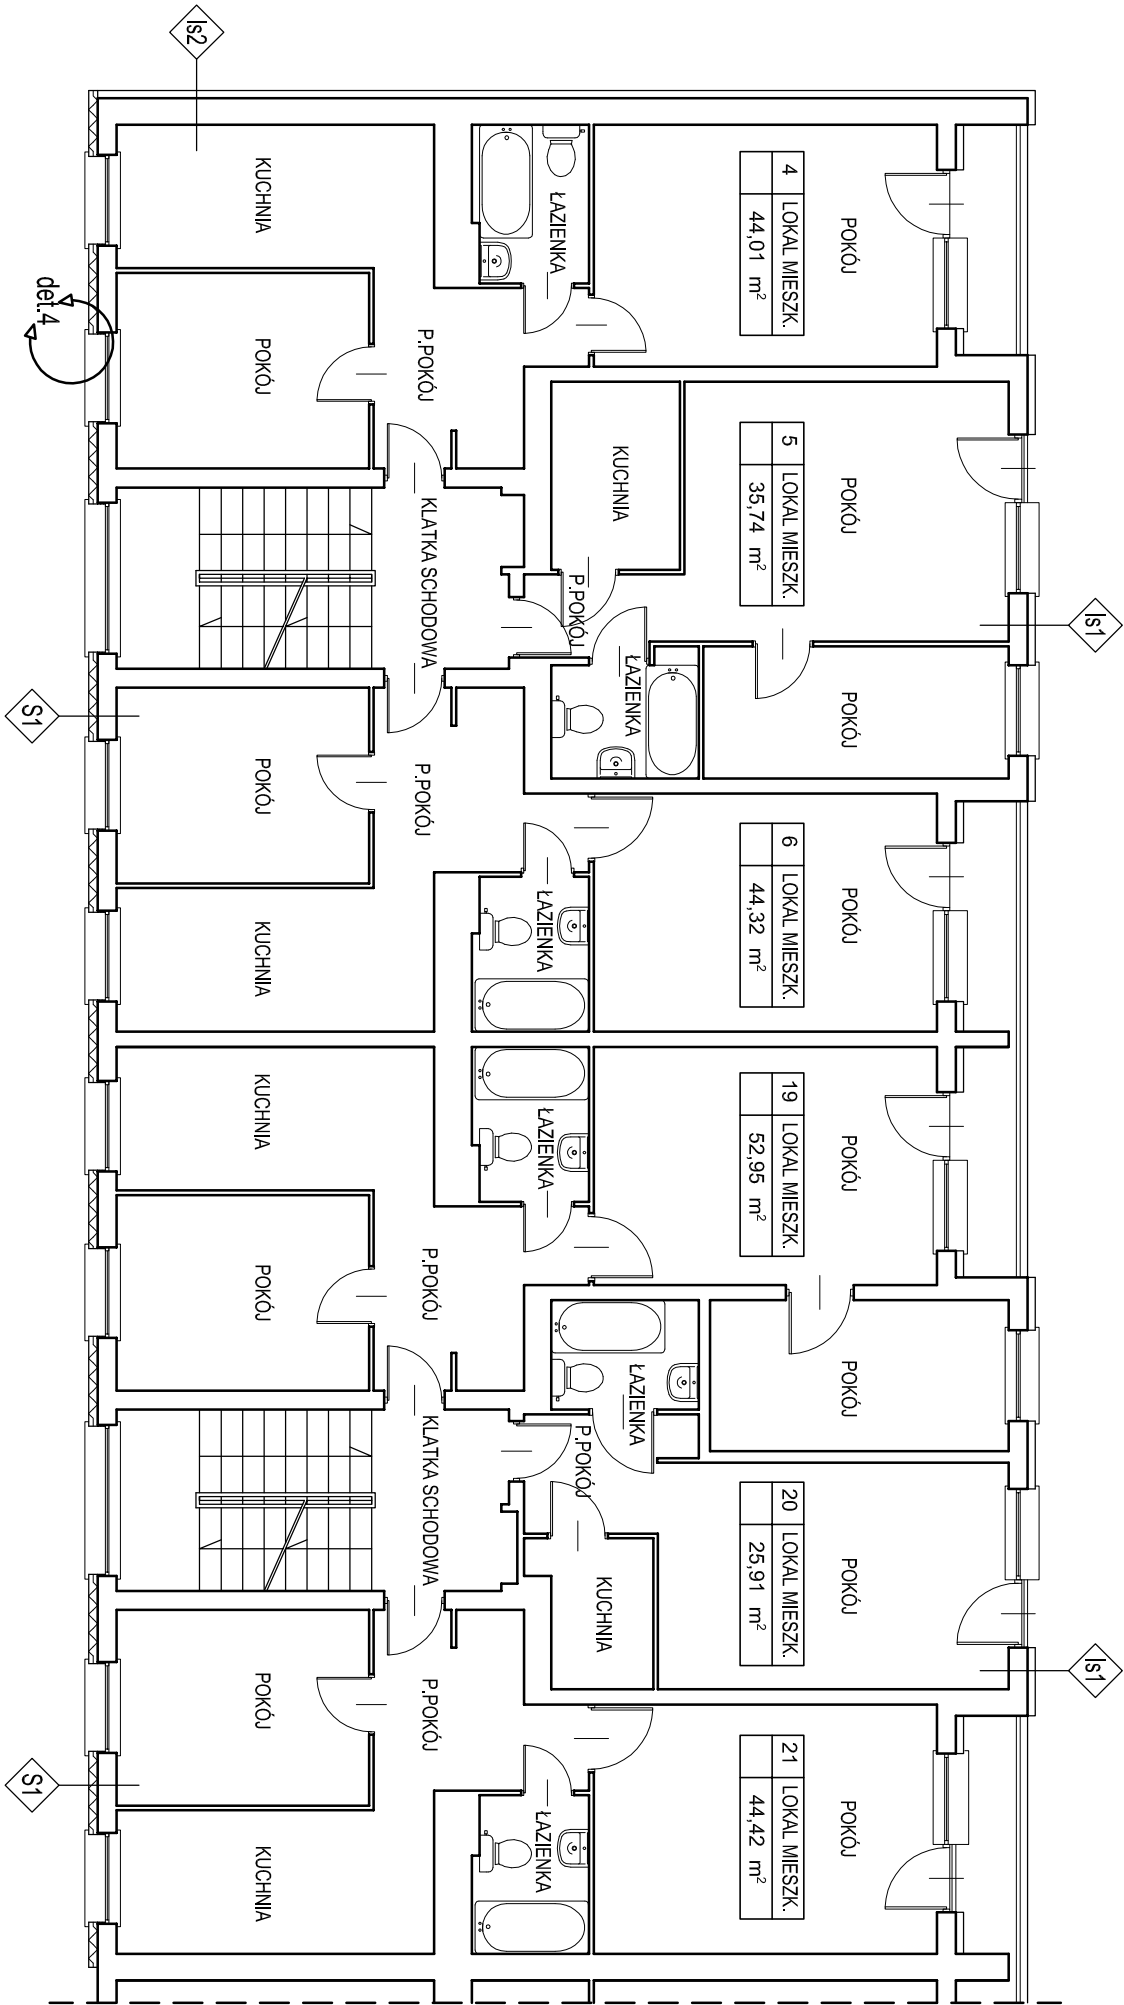 Is2
KUCHNIA
ŁAZIENKA
4 LOKAL MIESZK.
44,01 m²
POKÓJ
det.4
POKÓJ
P.POKÓJ
KLATKA SCHODOWA
KUCHNIA
P.POKÓJ
5 LOKAL MIESZK.
35,74 m²
POKÓJ
Is1
ŁAZIENKA
POKÓJ
S1
POKÓJ
P.POKÓJ
6 LOKAL MIESZK.
44,32 m²
POKÓJ
KUCHNIA
ŁAZIENKA
KUCHNIA
ŁAZIENKA
19 LOKAL MIESZK.
52,95 m²
POKÓJ
POKÓJ
P.POKÓJ
ŁAZIENKA
POKÓJ
KLATKA SCHODOWA
P.POKÓJ
KUCHNIA
20 LOKAL MIESZK.
25,91 m²
POKÓJ
Is1
POKÓJ
P.POKÓJ
S1
21 LOKAL MIESZK.
44,42 m²
POKÓJ
KUCHNIA
ŁAZIENKA